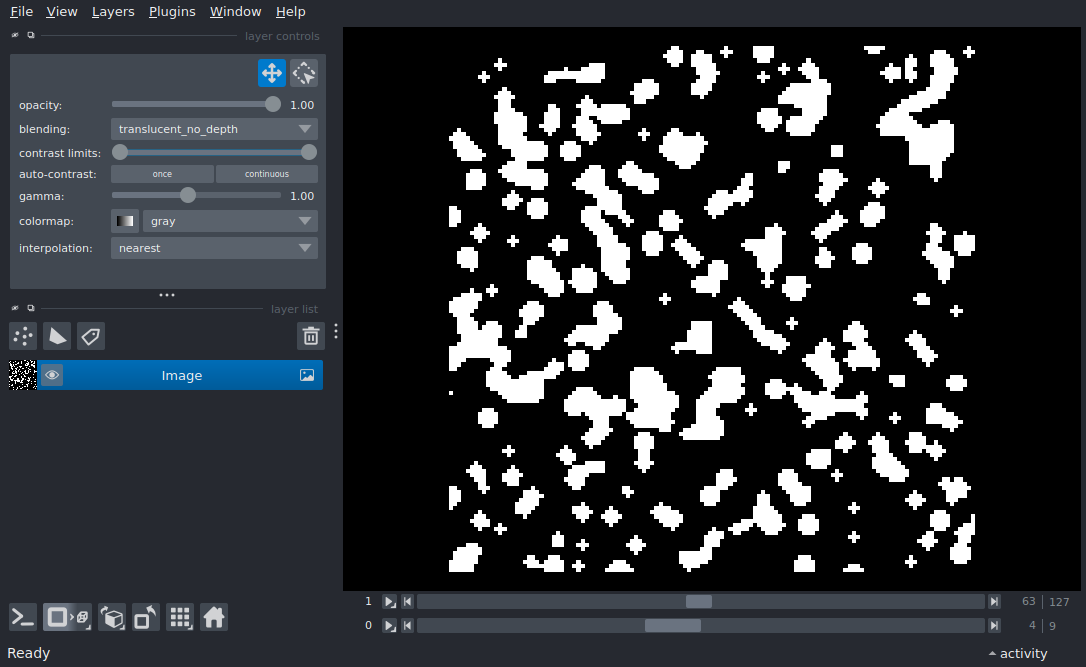 File View Layers Plugins Window Help
layer controls
opacity: 1.00
blending: translucent_no_depth
contrast limits:
auto-contrast: once continuous
gamma: 1.00
colormap: gray
interpolation: nearest
layer list
Image
1 63 127
0 4 9
Ready activity